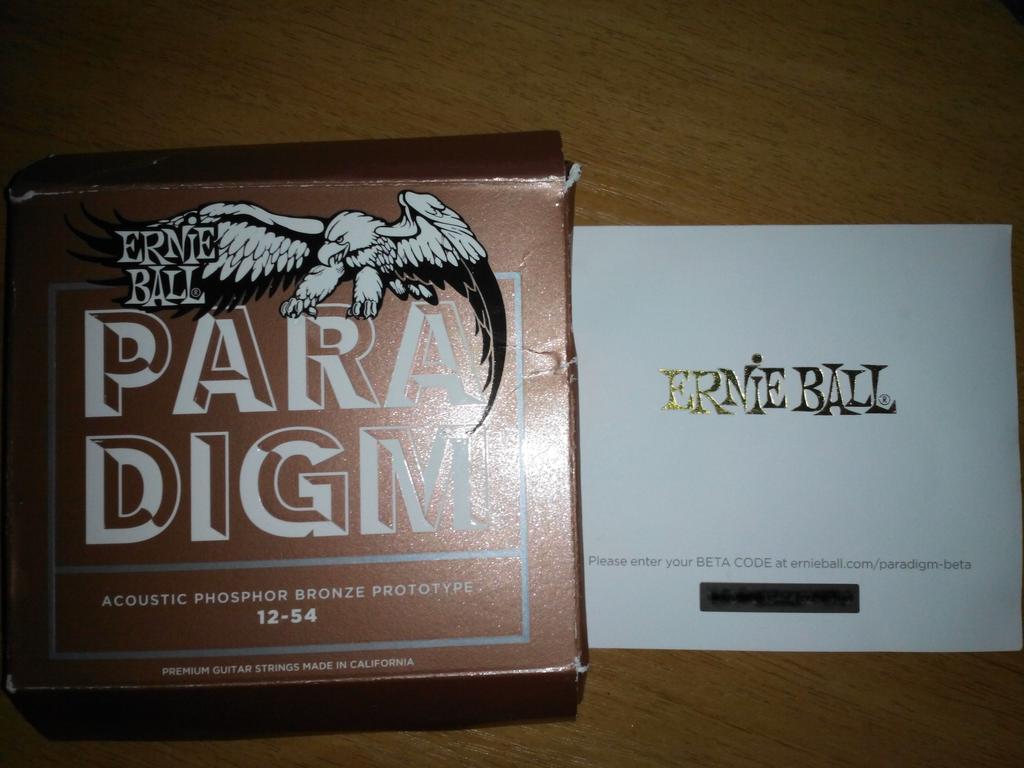 ERNIE
BALL®
PARA
DIGM
ACOUSTIC PHOSPHOR BRONZE PROTOTYPE
12-54
PREMIUM GUITAR STRINGS MADE IN CALIFORNIA
ERNIE BALL®
Please enter your BETA CODE at ernieball.com/paradigm-beta